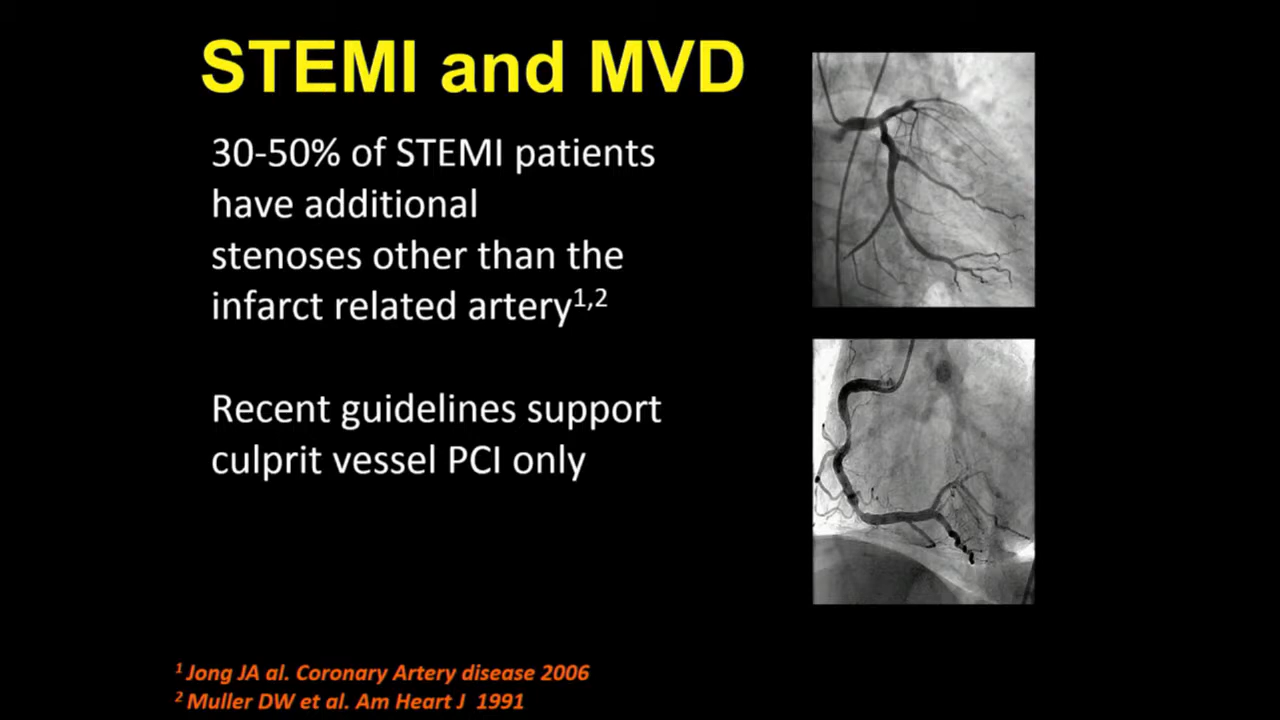 STEMI and MVD
30-50% of STEMI patients
have additional
stenoses other than the
infarct related artery1,2
Recent guidelines support
culprit vessel PCI only
1 Jong JA al. Coronary Artery disease 2006
2 Muller DW et al. Am Heart J 1991